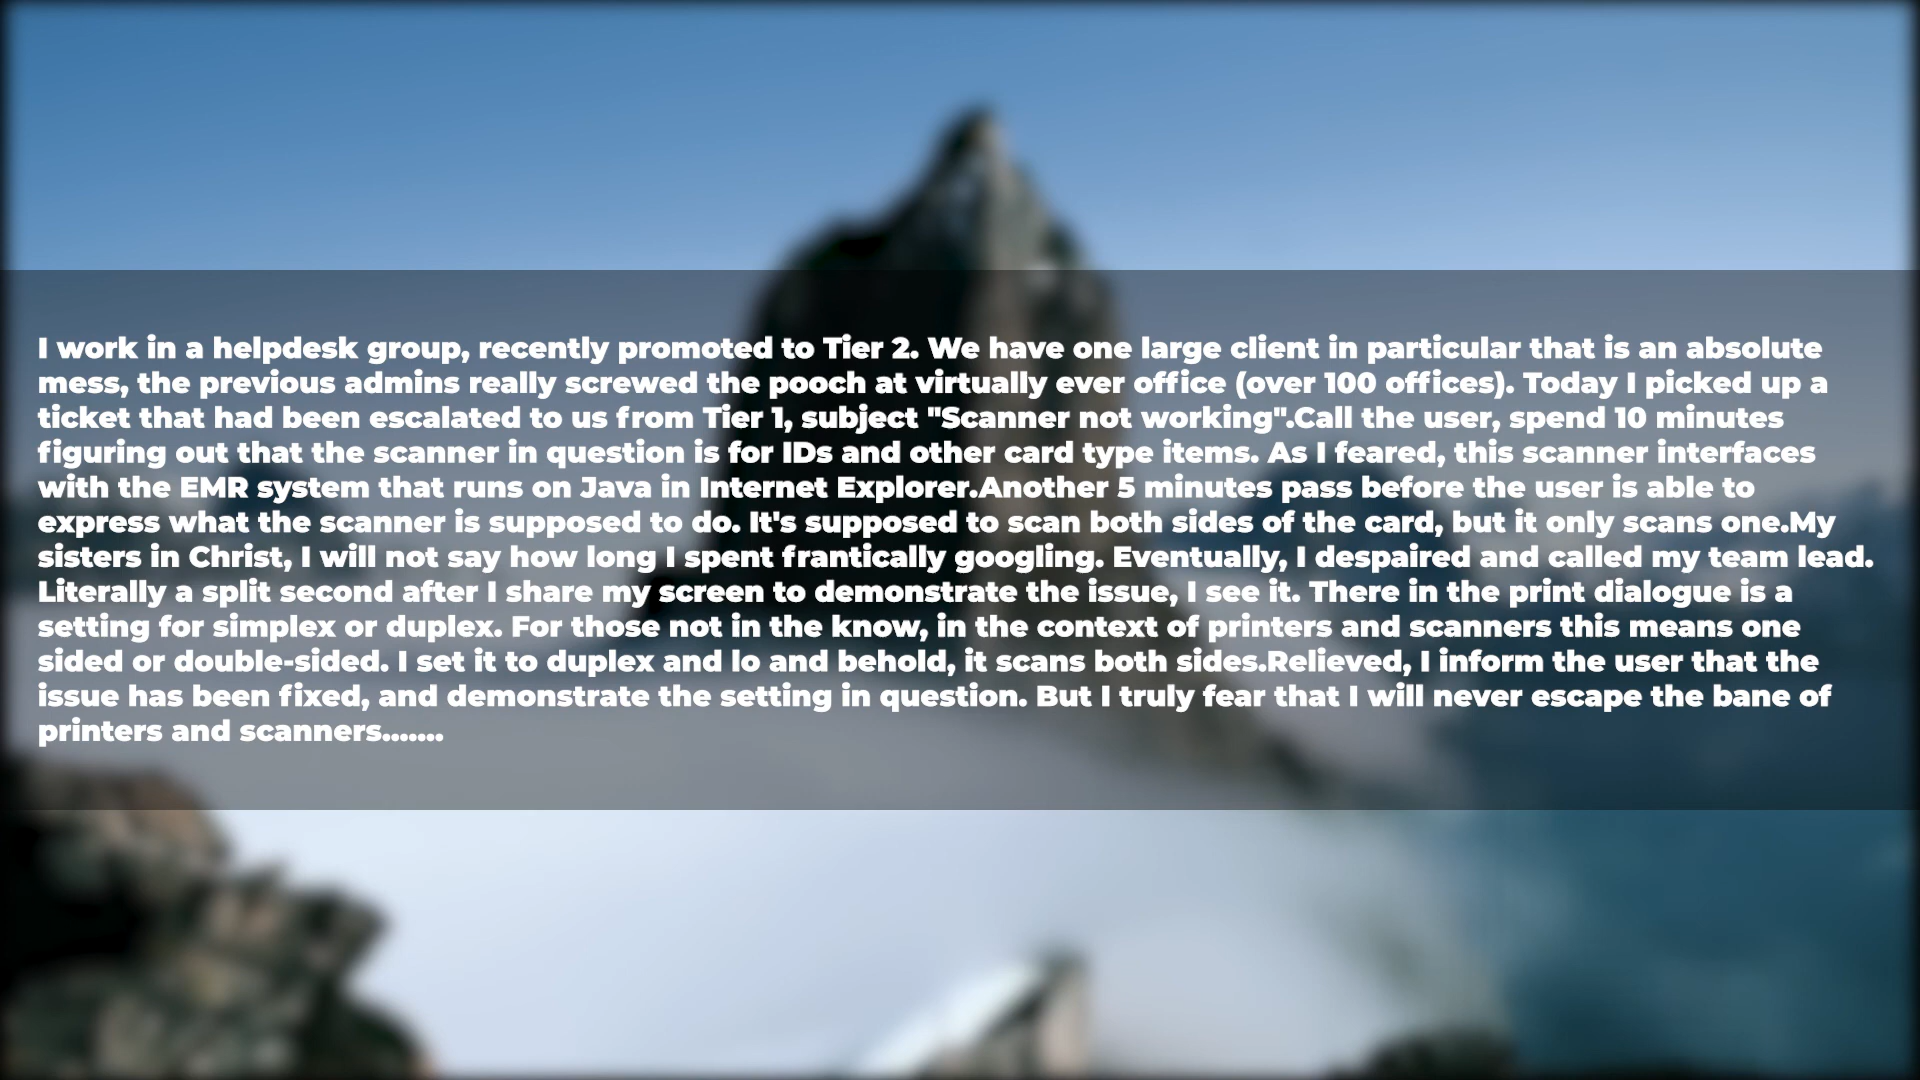 I work in a helpdesk group, recently promoted to Tier 2. We have one large client in particular that is an absolute
mess, the previous admins really screwed the pooch at virtually ever office (over 100 offices). Today I picked up a
ticket that had been escalated to us from Tier 1, subject "Scanner not working".Call the user, spend 10 minutes
figuring out that the scanner in question is for IDs and other card type items. As I feared, this scanner interfaces
with the EMR system that runs on Java in Internet Explorer.Another 5 minutes pass before the user is able to
express what the scanner is supposed to do. It's supposed to scan both sides of the card, but it only scans one.My
sisters in Christ, I will not say how long I spent frantically googling. Eventually, I despaired and called my team lead.
Literally a split second after I share my screen to demonstrate the issue, I see it. There in the print dialogue is a
setting for simplex or duplex. For those not in the know, in the context of printers and scanners this means one
sided or double-sided. I set it to duplex and lo and behold, it scans both sides.Relieved, I inform the user that the
issue has been fixed, and demonstrate the setting in question. But I truly fear that I will never escape the bane of
printers and scanners.......